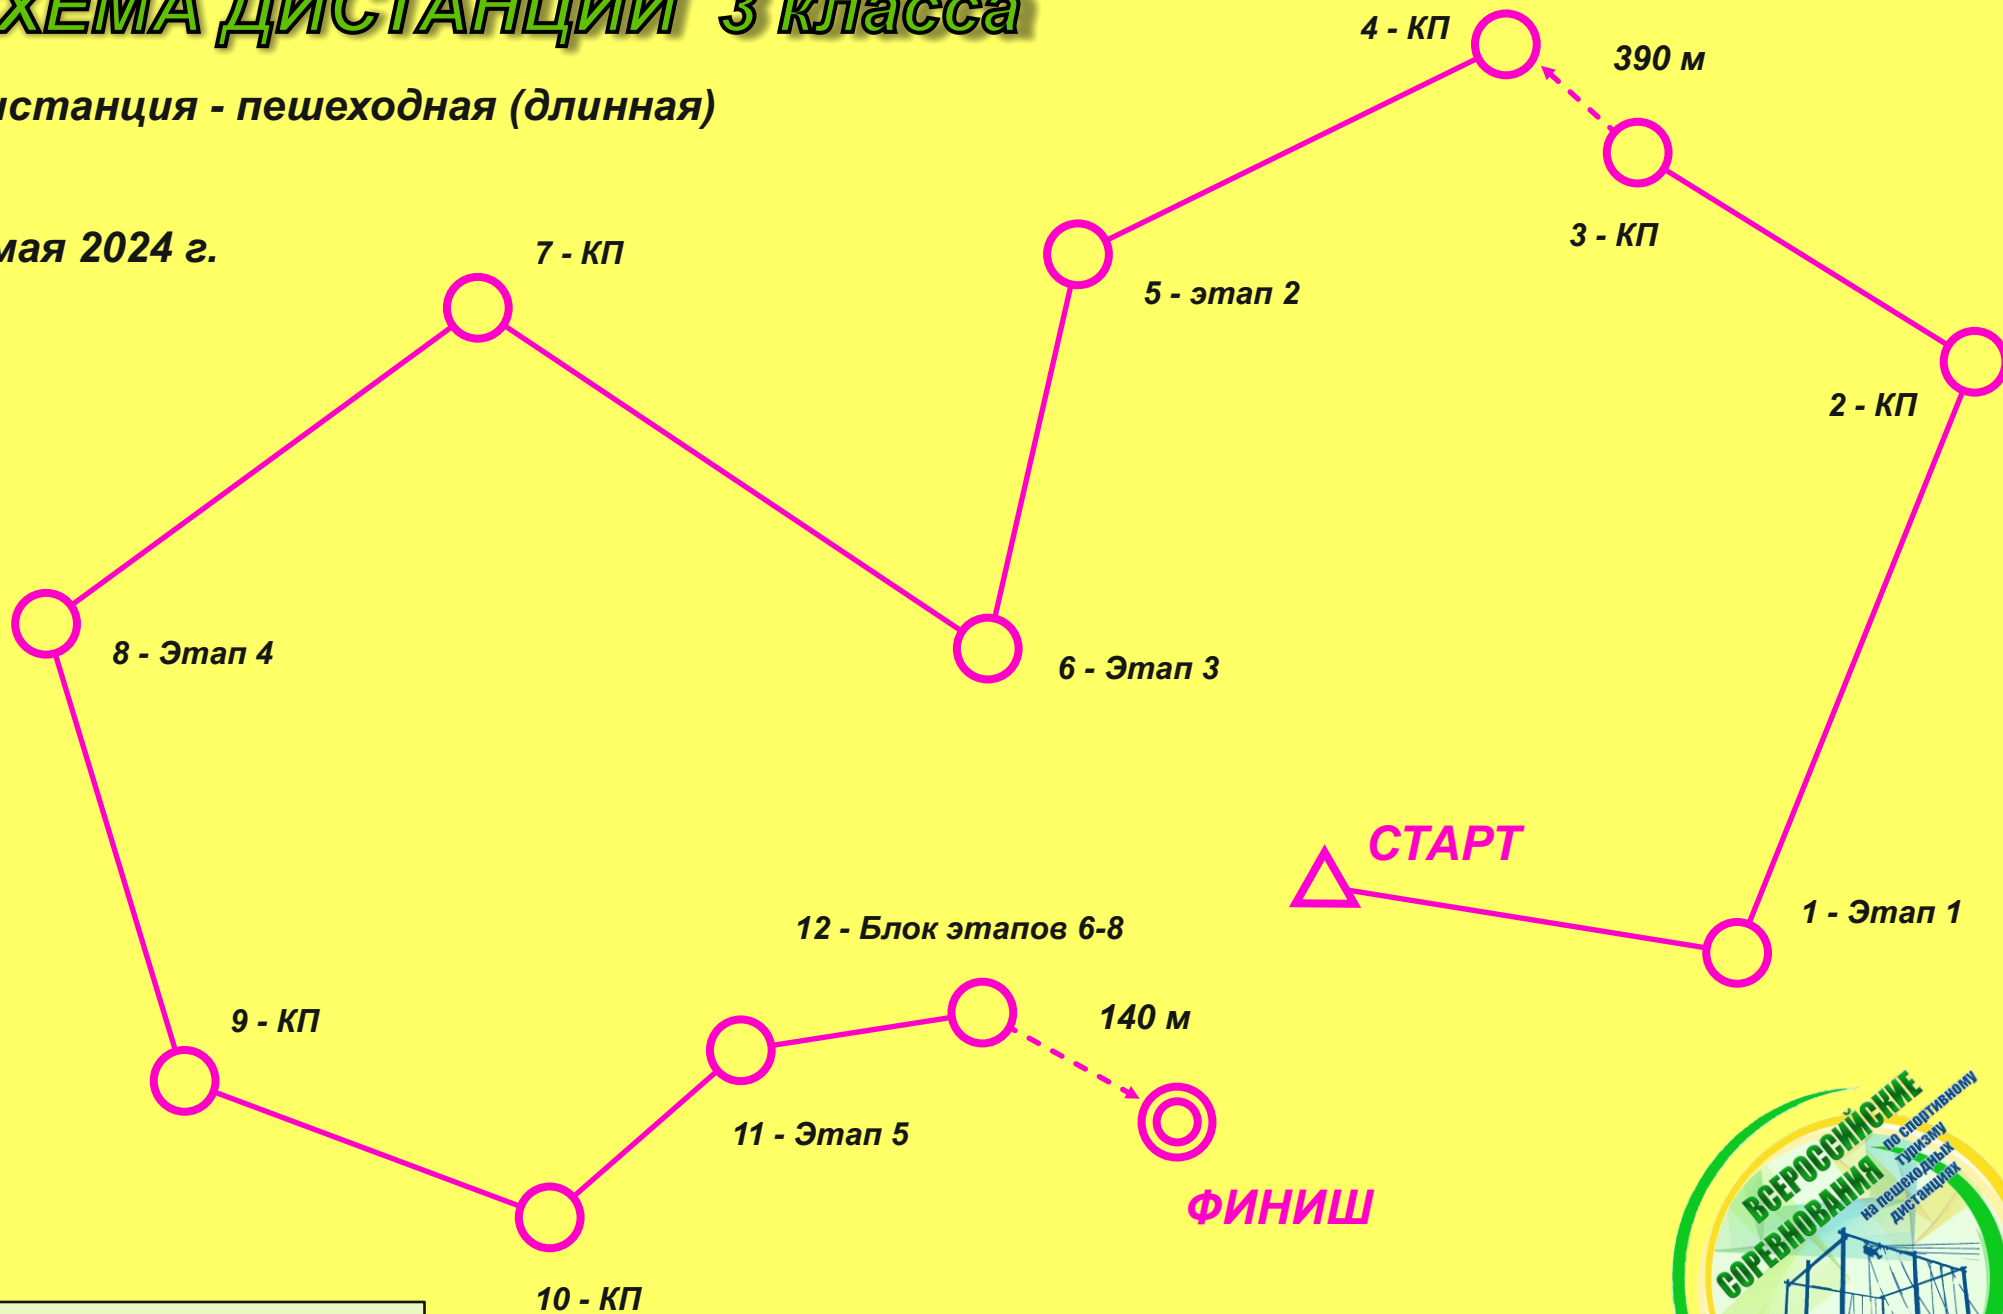 ХЕМА ДИСТАНЦИИ 3 класса
истанция - пешеходная (длинная)
мая 2024 г.
4 - КП
390 м
3 - КП
7 - КП
5 - этап 2
2 - КП
8 - Этап 4
6 - Этап 3
СТАРТ
1 - Этап 1
12 - Блок этапов 6-8
9 - КП
140 м
11 - Этап 5
ФИНИШ
10 - КП
ВСЕРОССИЙСКИЕ
СОРЕВНОВАНИЯ
по спортивному
туризму
на пешеходных
дистанциях